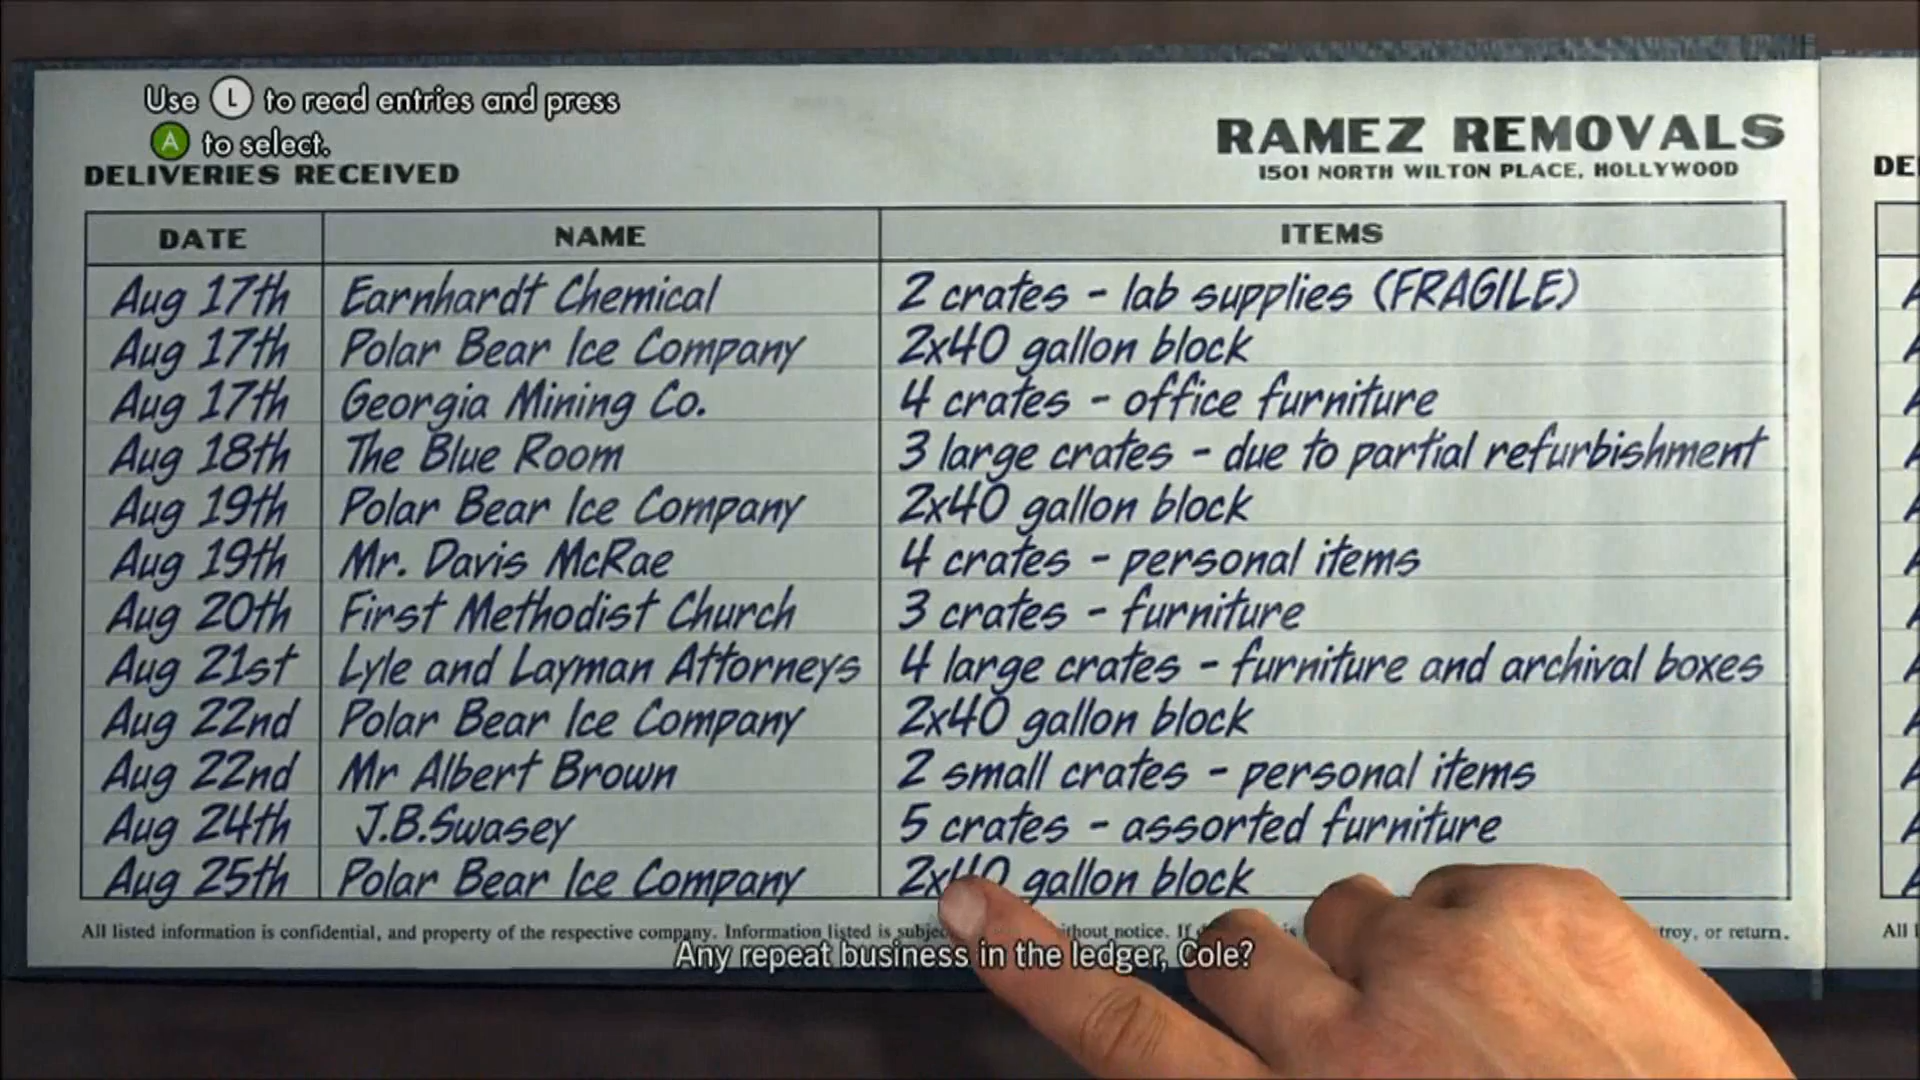 Use L to read entries and press
A to select.
DELIVERIES RECEIVED
RAMEZ REMOVALS
1501 NORTH WILTON PLACE, HOLLYWOOD
DATE NAME ITEMS
Aug 17th Earnhardt Chemical 2 crates - lab supplies (FRAGILE)
Aug 17th Polar Bear Ice Company 2x40 gallon block
Aug 17th Georgia Mining Co. 4 crates - office furniture
Aug 18th The Blue Room 3 large crates - due to partial refurbishment
Aug 19th Polar Bear Ice Company 2x40 gallon block
Aug 19th Mr. Davis McRae 4 crates - personal items
Aug 20th First Methodist Church 3 crates - furniture
Aug 21st Lyle and Layman Attorneys 4 large crates - furniture and archival boxes
Aug 22nd Polar Bear Ice Company 2x40 gallon block
Aug 22nd Mr Albert Brown 2 small crates - personal items
Aug 24th J.B.Swasey 5 crates - assorted furniture
Aug 25th Polar Bear Ice Company 2x40 gallon block
All listed information is confidential, and property of the respective company. Information listed is notice. If is or return.
Any repeat business in the ledger, Cole?
DE
All